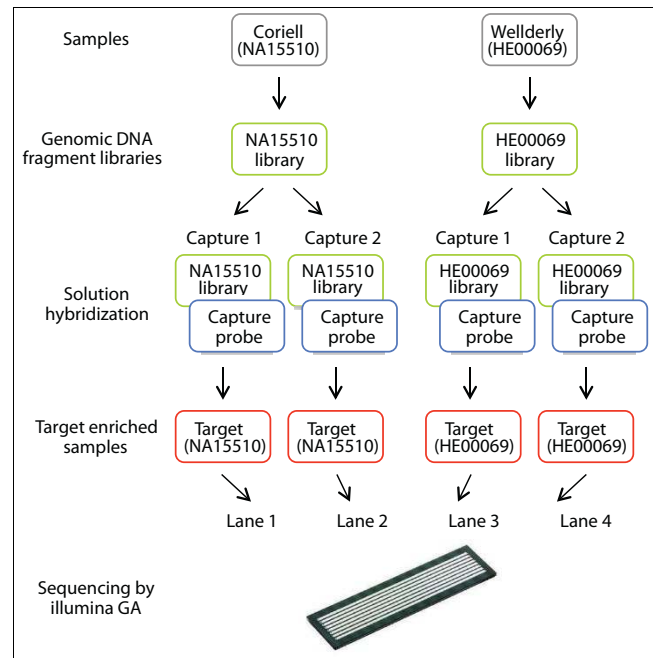 Samples
Coriell
(NA15510)
Wellderly
(HE00069)
Genomic DNA
fragment libraries
NA15510
library
HE00069
library
Capture 1
Capture 2
Capture 1
Capture 2
Solution
hybridization
NA15510
library
NA15510
library
HE00069
library
HE00069
library
Capture
probe
Capture
probe
Capture
probe
Capture
probe
Target enriched
samples
Target
(NA15510)
Target
(NA15510)
Target
(HE00069)
Target
(HE00069)
Lane 1
Lane 2
Lane 3
Lane 4
Sequencing by
illumina GA